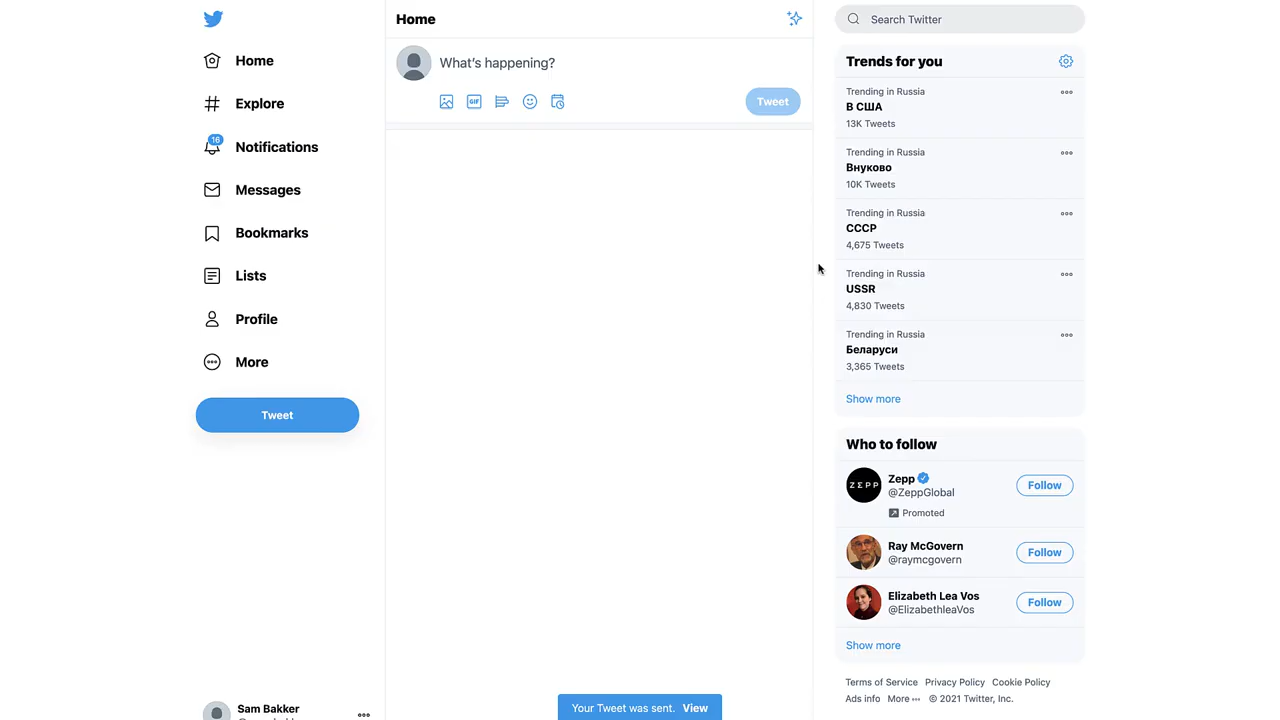 Home
Explore
16
Notifications
Messages
Bookmarks
Lists
Profile
More
Tweet
Sam Bakker
Home
What's happening?
GIF
Tweet
Your Tweet was sent. View
Search Twitter
Trends for you
Trending in Russia
В США
13K Tweets
Trending in Russia
Внуково
10K Tweets
Trending in Russia
СССР
4,675 Tweets
Trending in Russia
USSR
4,830 Tweets
Trending in Russia
Беларуси
3,365 Tweets
Show more
Who to follow
ZEPP
Zepp
@ZeppGlobal
Promoted
Follow
Ray McGovern
@raymcgovern
Follow
Elizabeth Lea Vos
@ElizabethleaVos
Follow
Show more
Terms of Service Privacy Policy Cookie Policy
Ads info More ··· © 2021 Twitter, Inc.